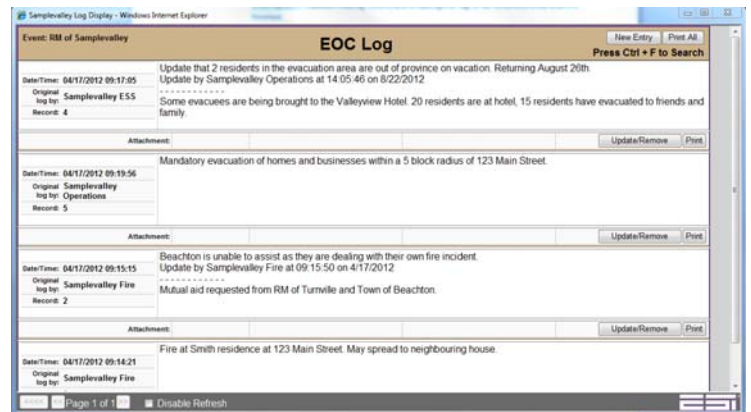 Samplevalley Log Display - Windows Internet Explorer
Event: RM of Samplevalley
EOC Log
New Entry Print All
Press Ctrl + F to Search
Date/Time: 04/17/2012 09:17:05
Original log by: Samplevalley ESS
Record: 4
Update that 2 residents in the evacuation area are out of province on vacation. Returning August 26th.
Update by Samplevalley Operations at 14:05:46 on 8/22/2012
------------
Some evacuees are being brought to the Valleyview Hotel. 20 residents are at hotel, 15 residents have evacuated to friends and
family.
Attachment:
Update/Remove Print
Date/Time: 04/17/2012 09:19:56
Original log by: Samplevalley Operations
Record: 5
Mandatory evacuation of homes and businesses within a 5 block radius of 123 Main Street.
Attachment:
Update/Remove Print
Date/Time: 04/17/2012 09:15:15
Original log by: Samplevalley Fire
Record: 2
Beachton is unable to assist as they are dealing with their own fire incident.
Update by Samplevalley Fire at 09:15:50 on 4/17/2012
------------
Mutual aid requested from RM of Turnville and Town of Beachton.
Attachment:
Update/Remove Print
Date/Time: 04/17/2012 09:14:21
Original log by: Samplevalley Fire
Fire at Smith residence at 123 Main Street. May spread to neighbouring house.
<<<< << Page 1 of 1 >> Disable Refresh
ESI